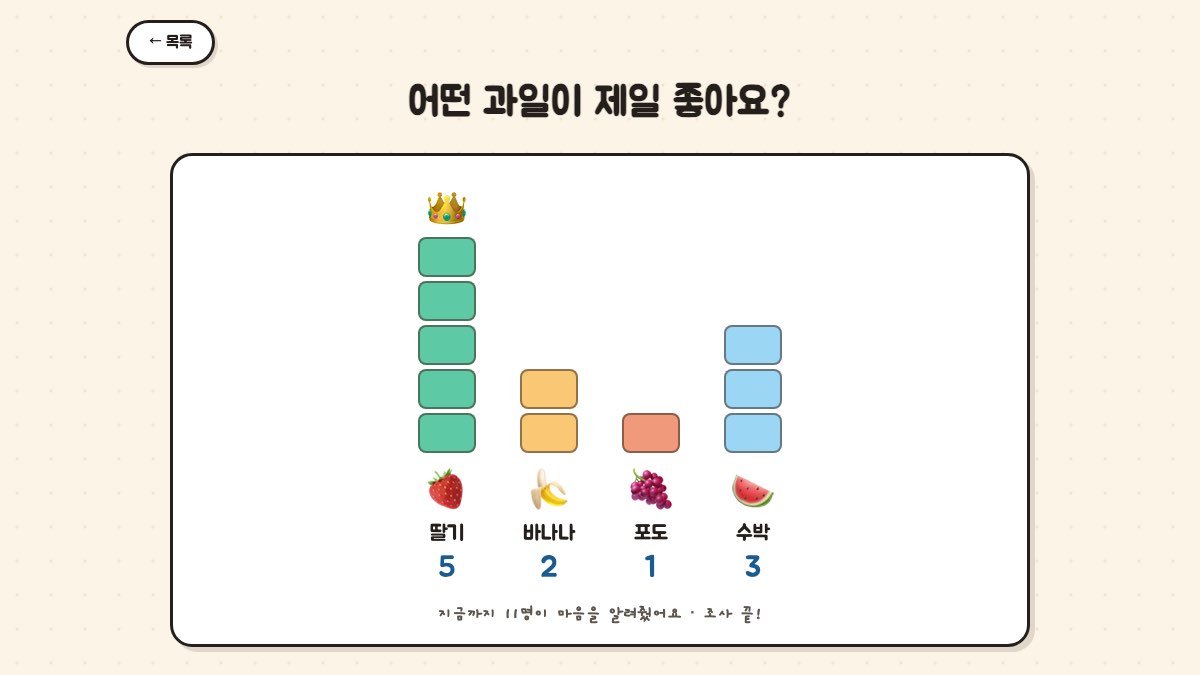 ← 목록
어떤 과일이 제일 좋아요?
딸기 바나나 포도 수박
5 2 1 3
지금까지 11명이 마음을 알려줬어요 · 조사 끝!